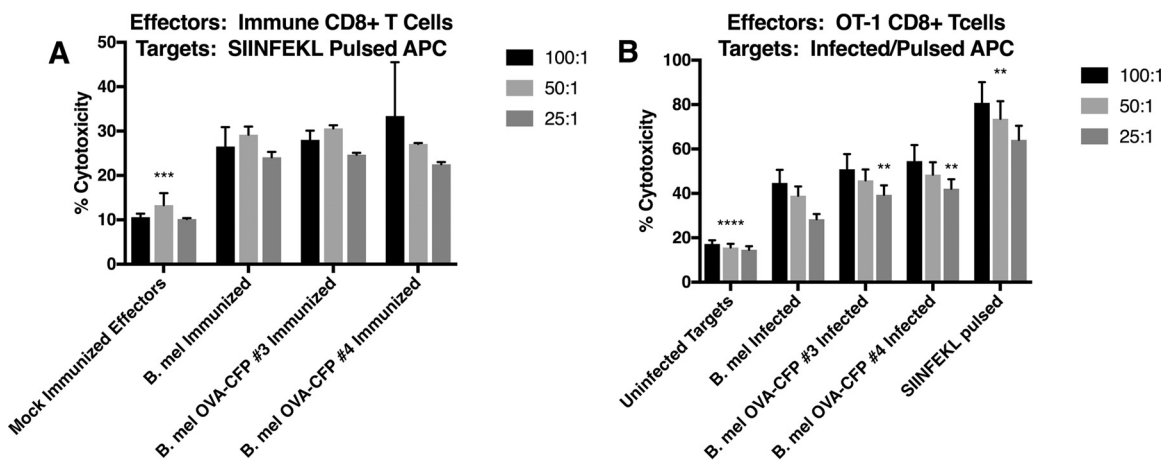 A
Effectors: Immune CD8+ T Cells
Targets: SIINFEKL Pulsed APC
% Cytotoxicity
50
40
30
20
10
0
***
100:1
50:1
25:1
Mock Immunized Effectors
B. mel Immunized
B. mel OVA-CFP #3 Immunized
B. mel OVA-CFP #4 Immunized
B
Effectors: OT-1 CD8+ Tcells
Targets: Infected/Pulsed APC
% Cytotoxicity
100
80
60
40
20
0
****
**
**
**
100:1
50:1
25:1
Uninfected Targets
B. mel Infected
B. mel OVA-CFP #3 Infected
B. mel OVA-CFP #4 Infected
SIINFEKL pulsed